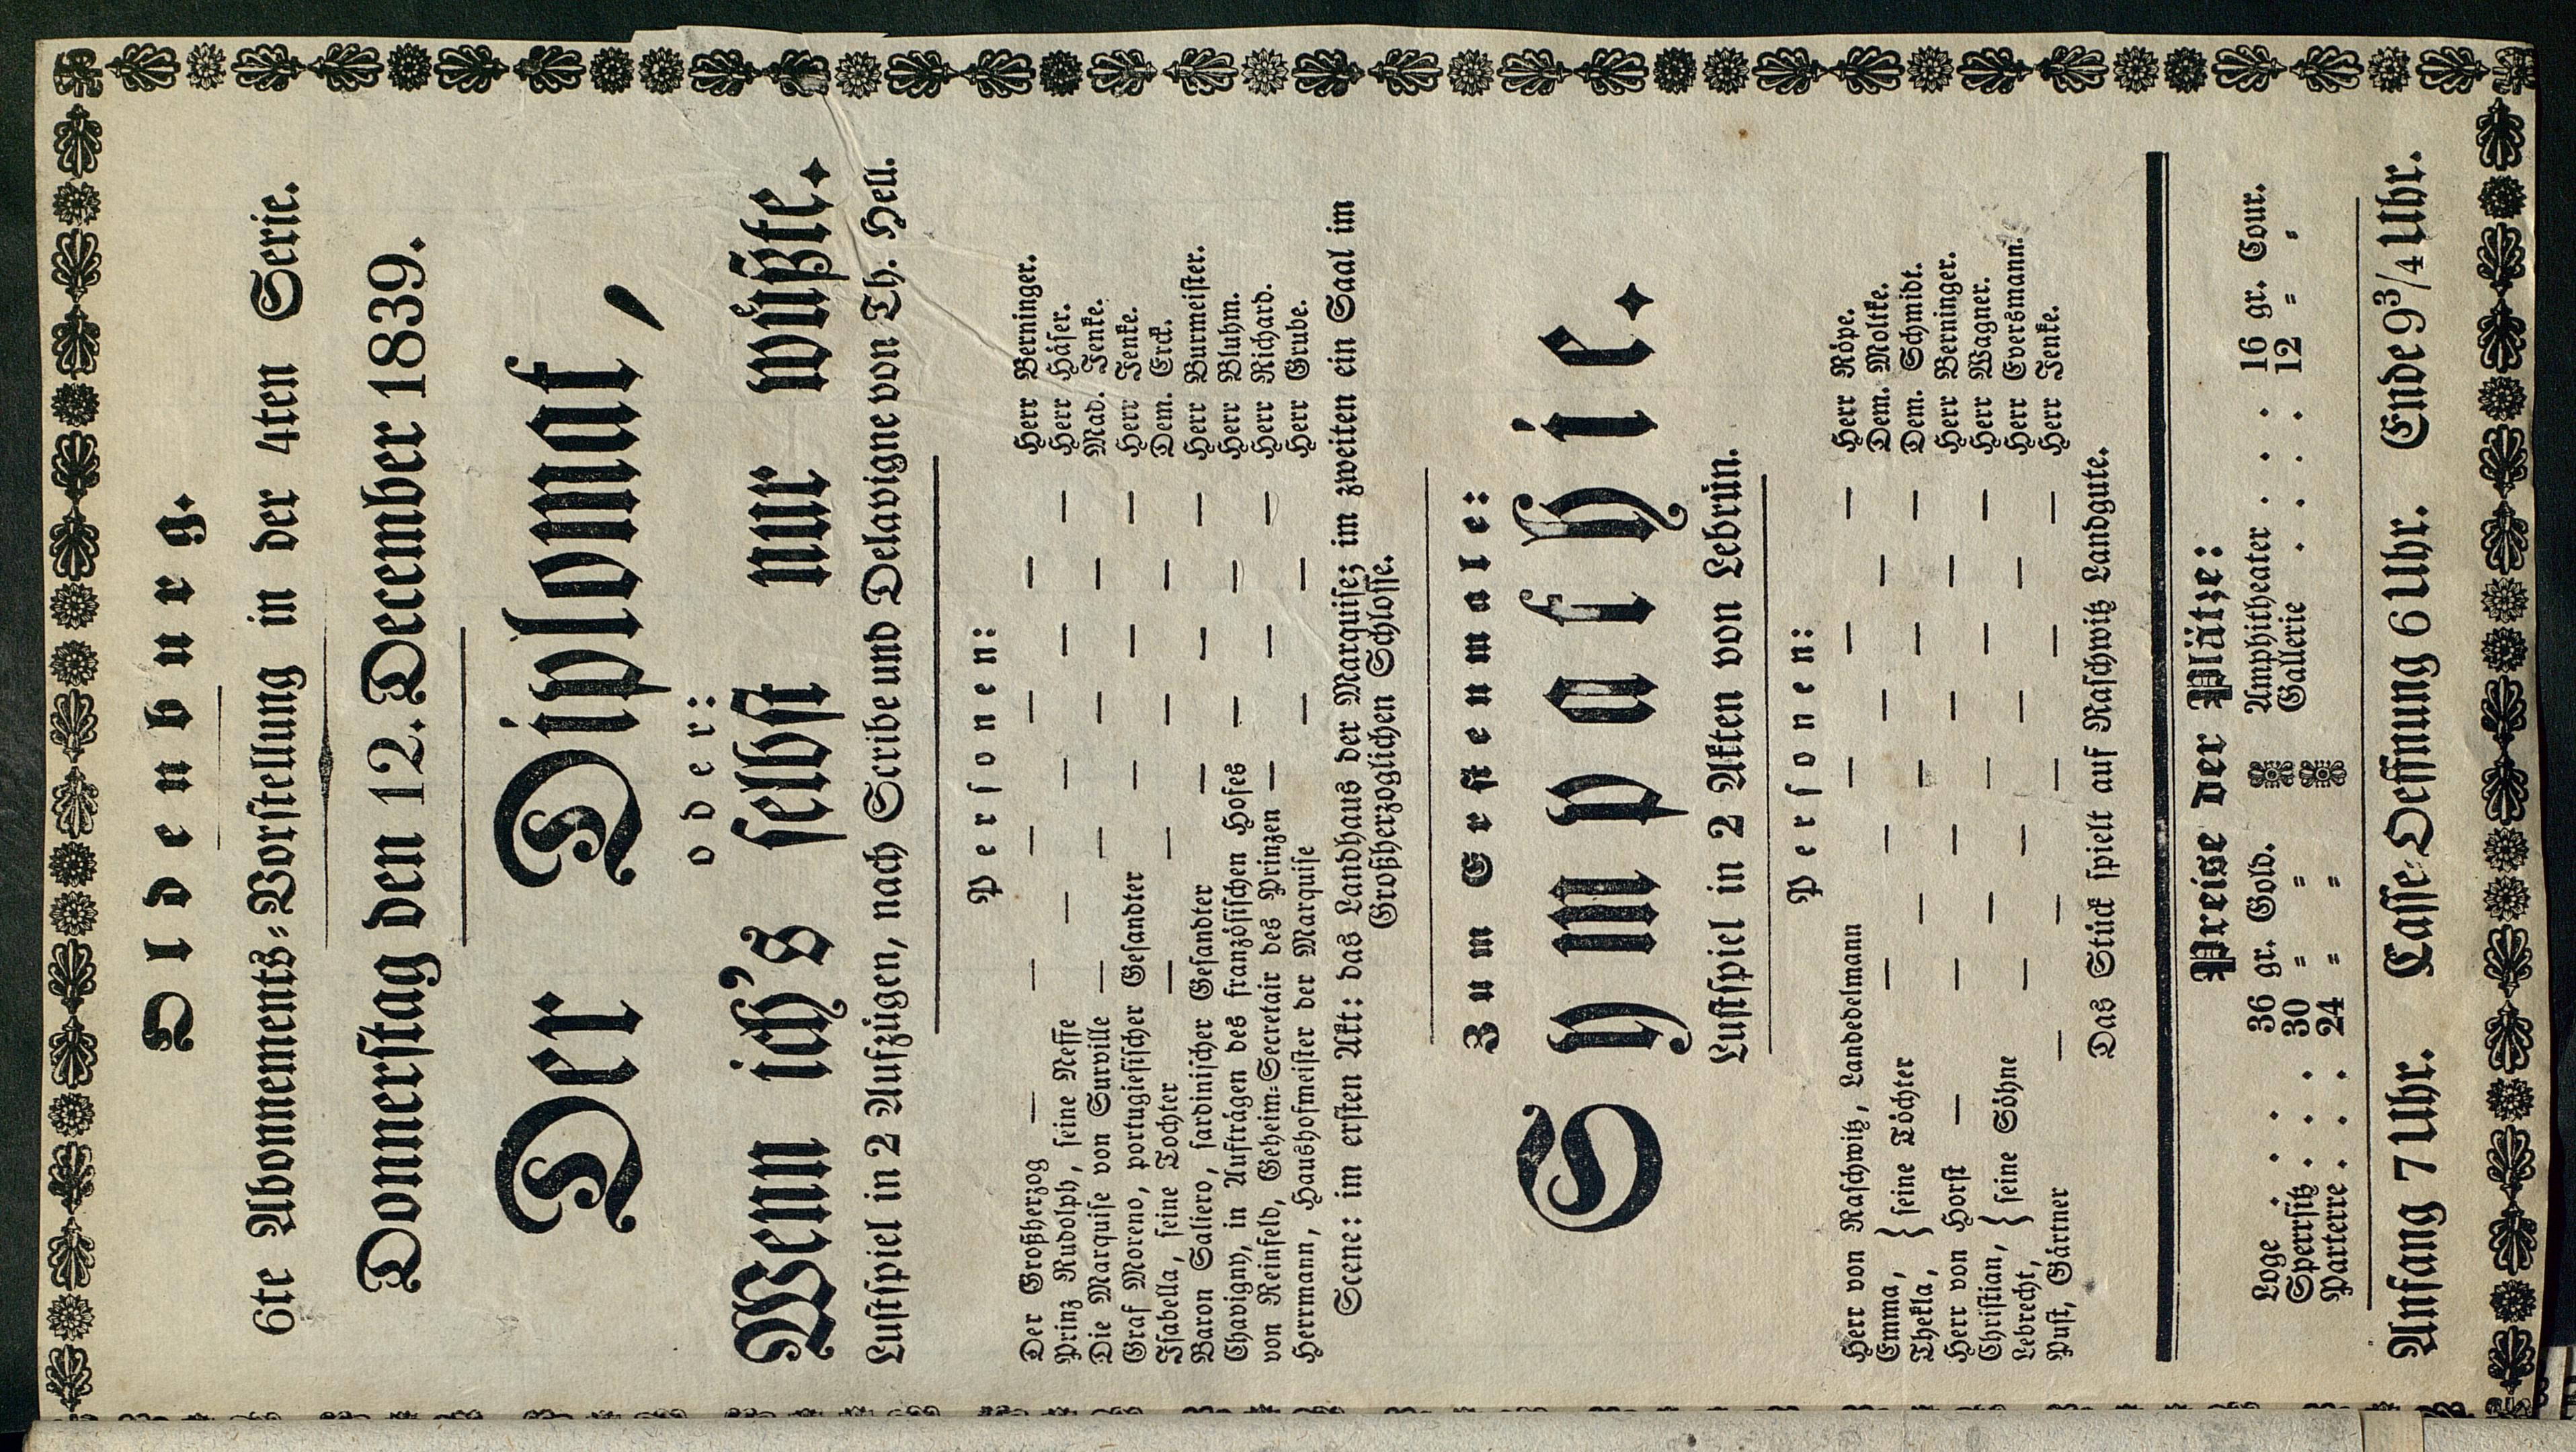 Oldenburg.
6te Abonnements-Vorstellung in der 4ten Serie.
Donnerstag den 12. December 1839.
Der Diplomat,
oder:
Wenn ich's selbst nur wüßte.
Lustspiel in 2 Aufzügen, nach Scribe und Delavigne von Th. Hell.
Personen:
Der Großherzog — — — — — Herr Berninger.
Prinz Rudolph, seine Neffe — — — — Herr Häser.
Die Marquise von Surville — — — — Mad. Jenke.
Graf Moreno, portugiesischer Gesandter — — — Herr Jenke.
Isabella, seine Tochter — — — — Dem. Erck.
Baron Saliero, sardinischer Gesandter — — — Herr Burmeister.
Chavigny, in Aufträgen des französischen Hofes — — Herr Bluhm.
von Reinfeld, Geheim-Secretair des Prinzen — — — Herr Richard.
Herrmann, Haushofmeister der Marquise — — Herr Grube.
Scene: im ersten Akt: das Landhaus der Marquise; im zweiten ein Saal im
Großherzoglichen Schlosse.
Zum Erstenmale:
Sympathie.
Lustspiel in 2 Akten von Lebrün.
Personen:
Herr von Raschwitz, Landedelmann — — — Herr Röpe.
Emma, } seine Töchter — — — — Dem. Moltke.
Thekla, — — — — Dem. Schmidt.
Herr von Horst — — — — — Herr Berninger.
Christian, } seine Söhne — — — — Herr Wagner.
Lebrecht, — — — — Herr Eversmann.
Pust, Gärtner — — — — — Herr Jenke.
Das Stück spielt auf Raschwitz Landgute.
Preise der Plätze:
Loge . . . 36 gr. Gold. Amphitheater . . . 16 gr. Cour.
Sperrsitz . . . 30 = = Gallerie . . . . 12 = =
Parterre . . . 24 = =
Anfang 7 Uhr. Casse-Oeffnung 6 Uhr. Ende 9 3/4 Uhr.